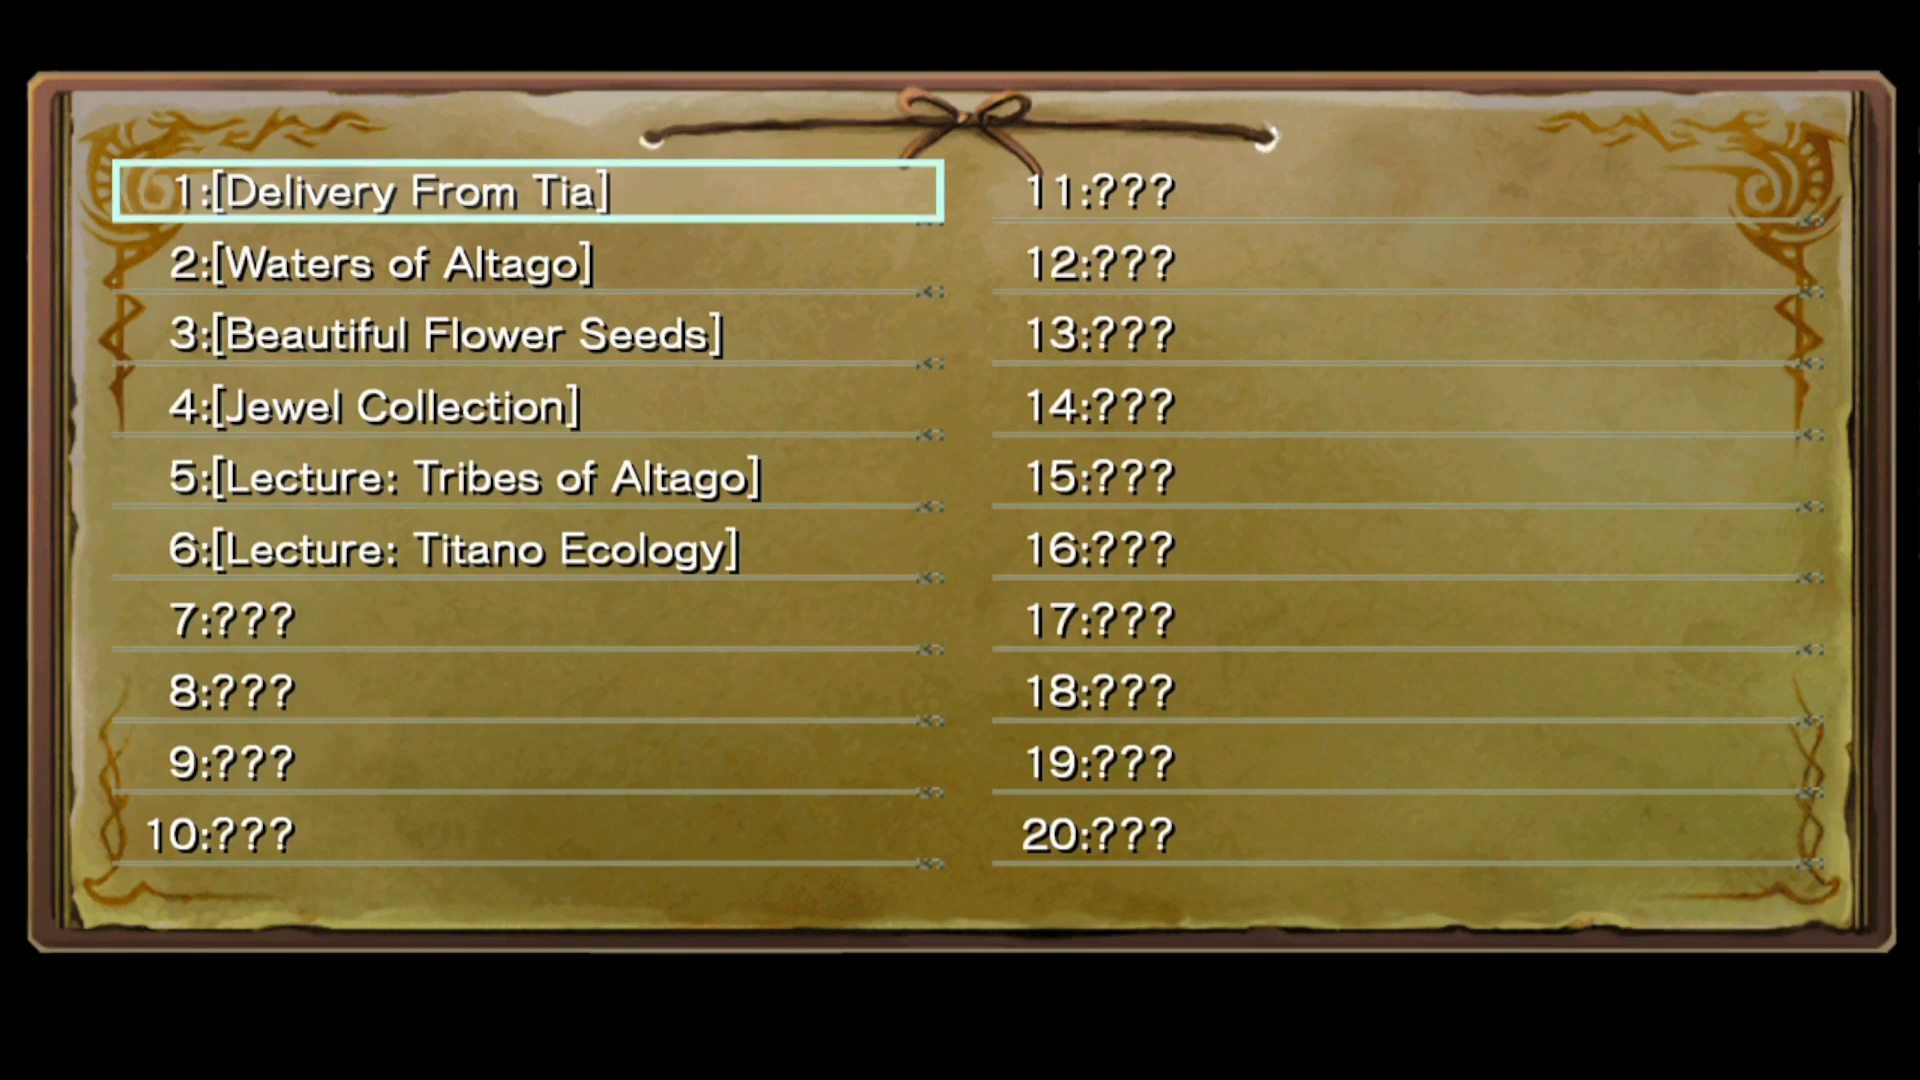 1:[Delivery From Tia]
2:[Waters of Altago]
3:[Beautiful Flower Seeds]
4:[Jewel Collection]
5:[Lecture: Tribes of Altago]
6:[Lecture: Titano Ecology]
7:???
8:???
9:???
10:???
11:???
12:???
13:???
14:???
15:???
16:???
17:???
18:???
19:???
20:???